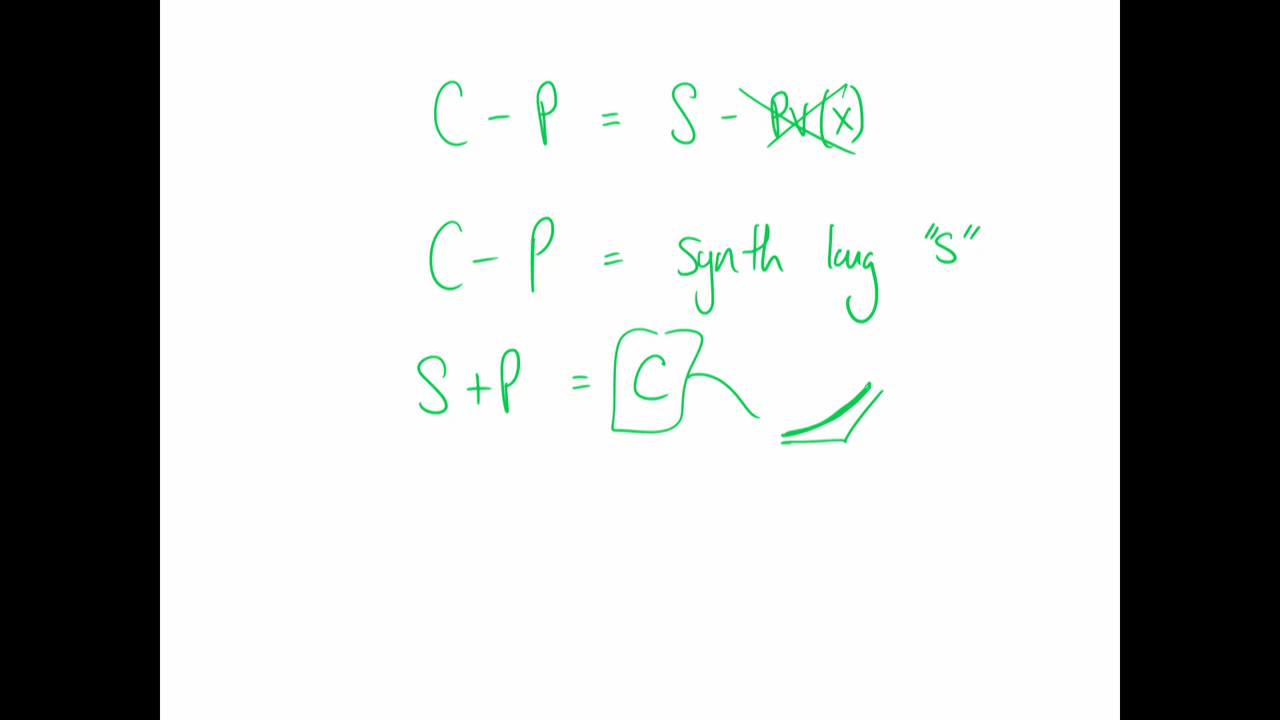 C - P = S - PV(x)
C - P = synth long "S"
S + P = C